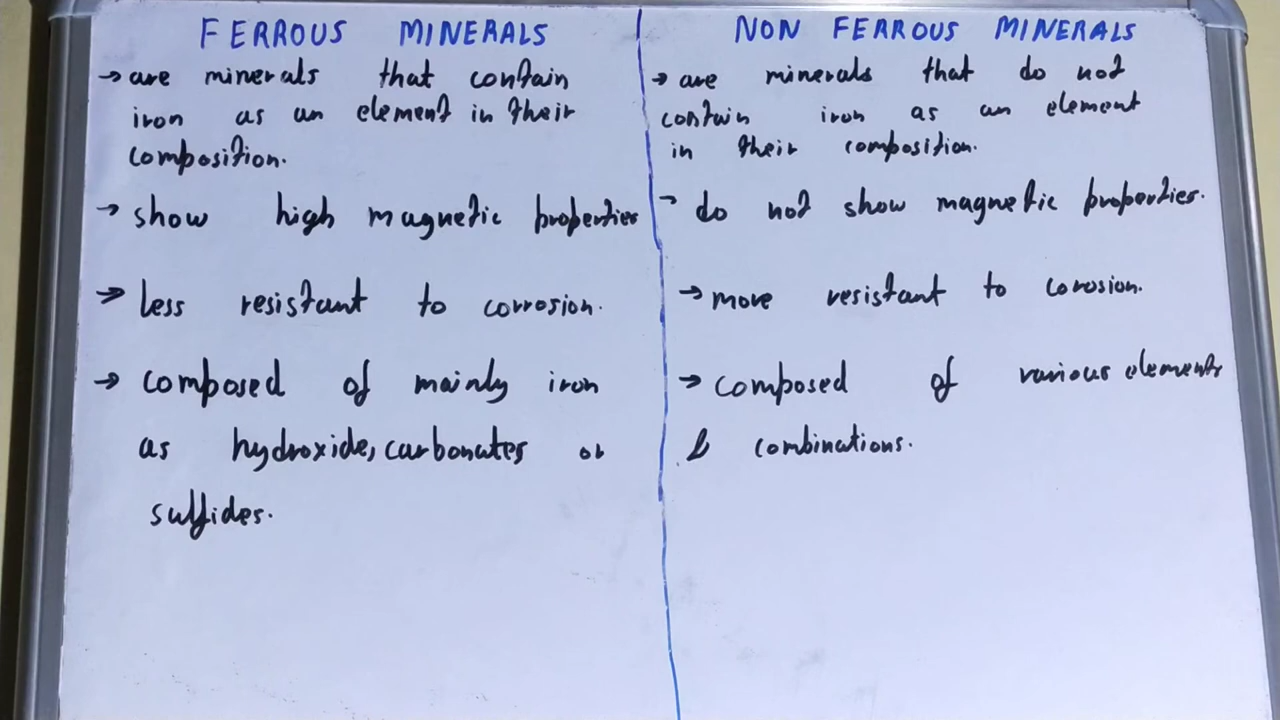 FERROUS MINERALS
→ are minerals that contain
iron as an element in their
composition.
→ show high magnetic properties
→ less resistant to corrosion.
→ composed of mainly iron
as hydroxide, carbonates or
sulfides.
NON FERROUS MINERALS
→ are minerals that do not
contain iron as an element
in their composition.
→ do not show magnetic properties.
→ more resistant to corosion.
→ composed of various elements
& combinations.